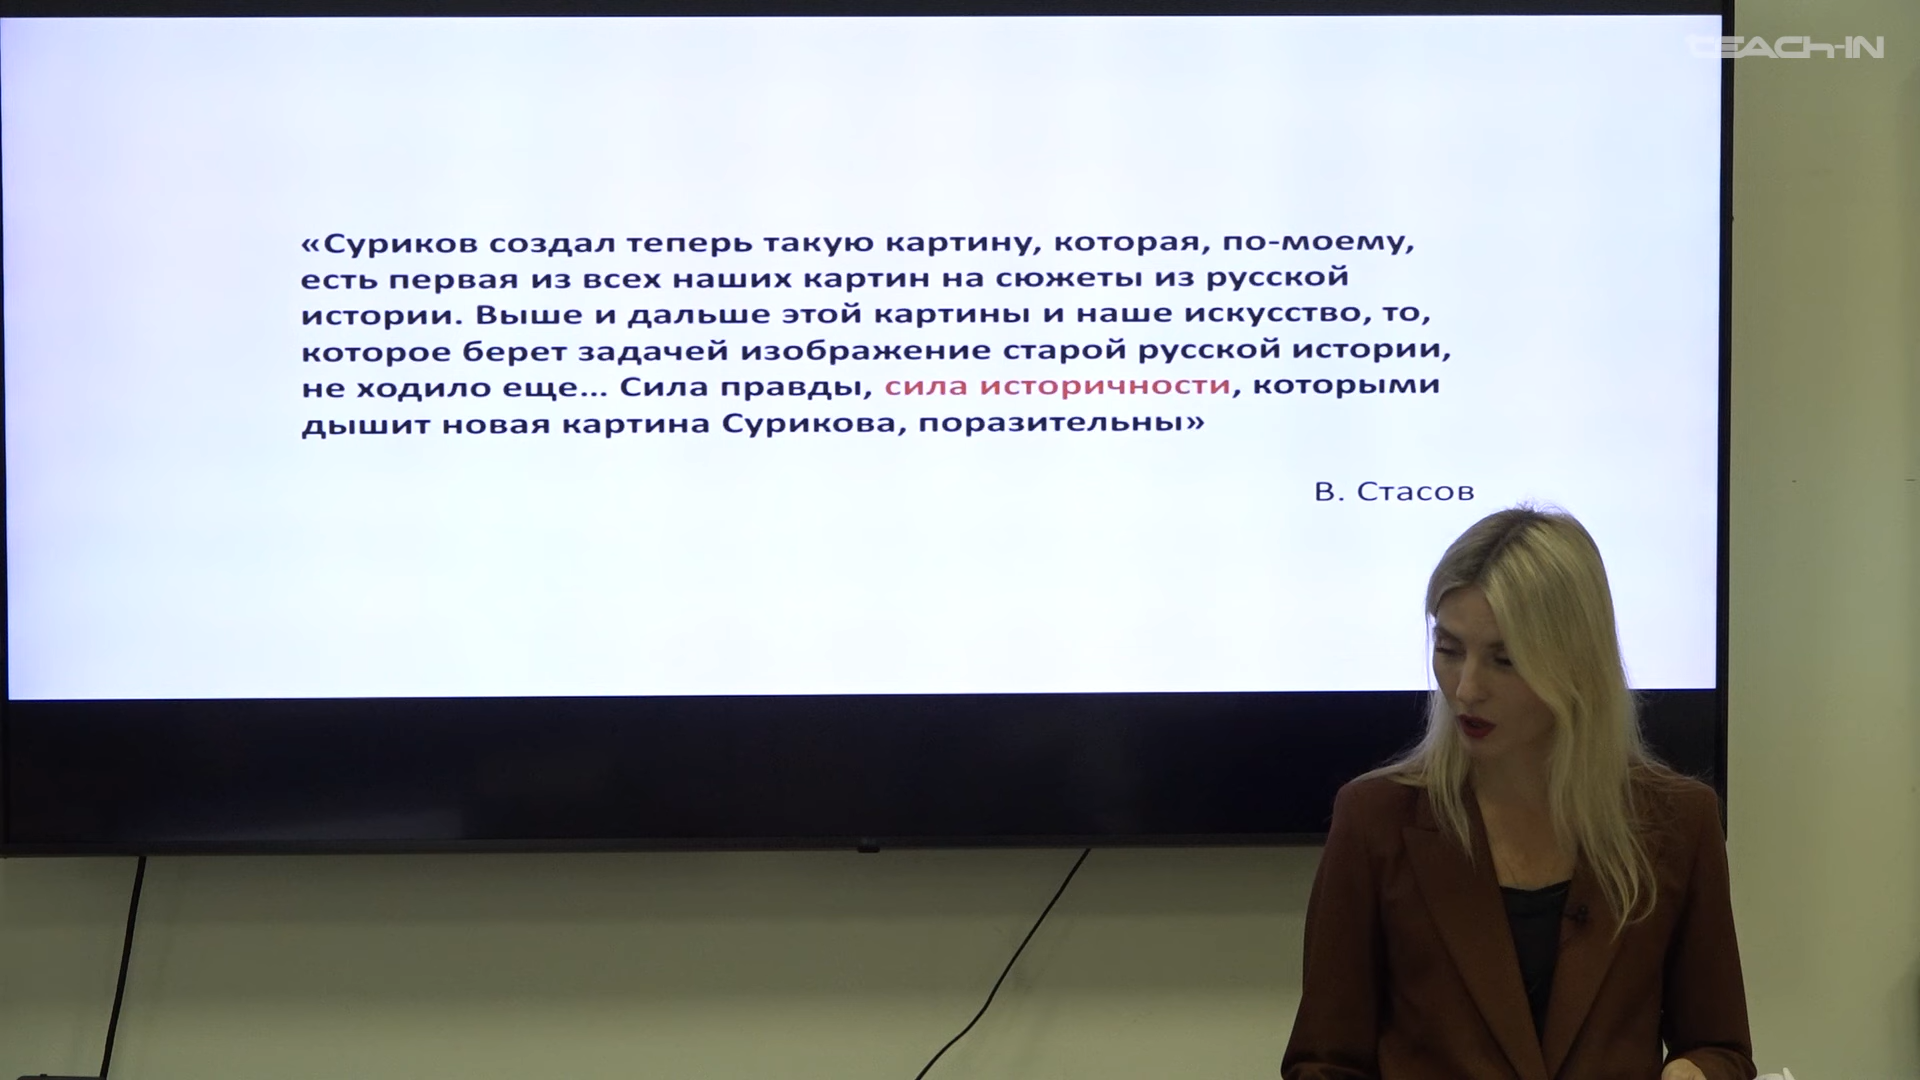 TEACh-IN
«Суриков создал теперь такую картину, которая, по-моему,
есть первая из всех наших картин на сюжеты из русской
истории. Выше и дальше этой картины и наше искусство, то,
которое берет задачей изображение старой русской истории,
не ходило еще... Сила правды, сила историчности, которыми
дышит новая картина Сурикова, поразительны»
В. Стасов